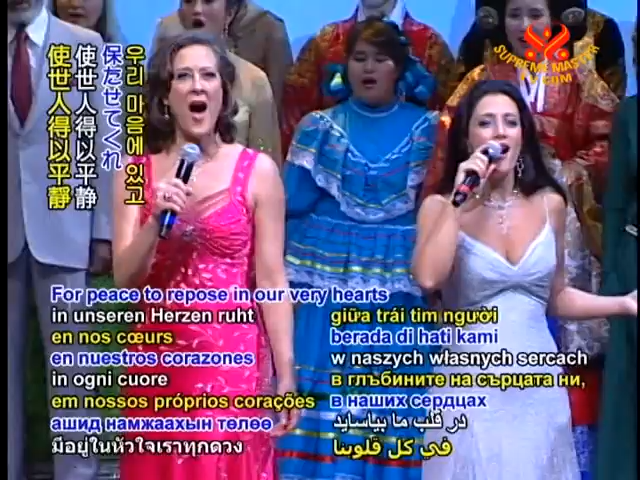 SUPREME MASTER
TV.COM
우리 마음에 있고
保たせてくれ
使世人得以平静
使世人得以平靜
For peace to repose in our very hearts
in unseren Herzen ruht
en nos cœurs
en nuestros corazones
in ogni cuore
em nossos próprios corações
ашид намжаахын төлөө
มีอยู่ในหัวใจเราทุกดวง
giữa trái tim người
berada di hati kami
w naszych własnych sercach
в глъбините на сърцата ни,
в наших сердцах
در قلب ما بیاساید
في كل قلوبنا